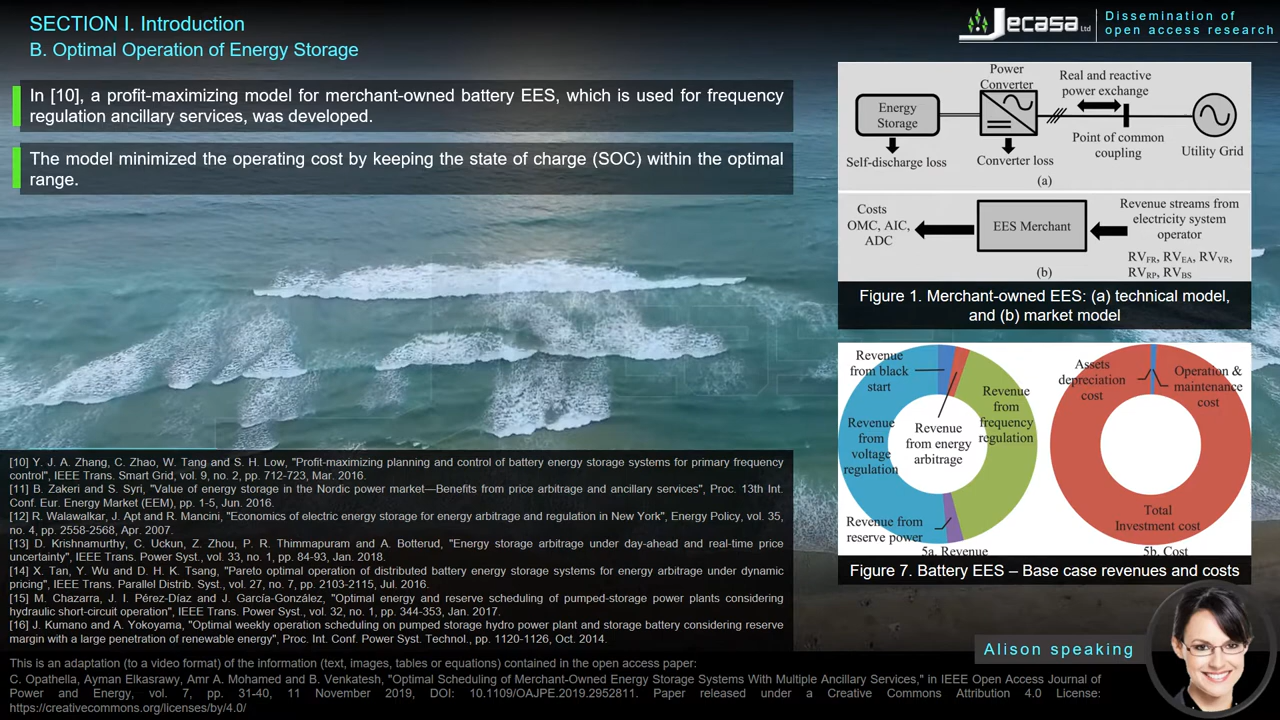 SECTION I. Introduction
B. Optimal Operation of Energy Storage
Jecasa Ltd
Dissemination of
open access research
In [10], a profit-maximizing model for merchant-owned battery EES, which is used for frequency
regulation ancillary services, was developed.
The model minimized the operating cost by keeping the state of charge (SOC) within the optimal
range.
Power
Converter
Real and reactive
power exchange
Energy
Storage
Point of common
coupling
Utility Grid
Self-discharge loss
Converter loss
(a)
Costs
OMC, AIC,
ADC
EES Merchant
Revenue streams from
electricity system
operator
RVFR, RVEA, RVVR,
RVRP, RVBS
(b)
Figure 1. Merchant-owned EES: (a) technical model,
and (b) market model
Revenue
from black
start
Revenue
from
frequency
regulation
Revenue
from energy
arbitrage
Revenue
from
voltage
regulation
Revenue from
reserve power
5a. Revenue
Assets
depreciation
cost
Operation &
maintenance
cost
Total
Investment cost
5b. Cost
Figure 7. Battery EES – Base case revenues and costs
[10] Y. J. A. Zhang, C. Zhao, W. Tang and S. H. Low, "Profit-maximizing planning and control of battery energy storage systems for primary frequency
control", IEEE Trans. Smart Grid, vol. 9, no. 2, pp. 712-723, Mar. 2016.
[11] B. Zakeri and S. Syri, "Value of energy storage in the Nordic power market—Benefits from price arbitrage and ancillary services", Proc. 13th Int.
Conf. Eur. Energy Market (EEM), pp. 1-5, Jun. 2016.
[12] R. Walawalkar, J. Apt and R. Mancini, "Economics of electric energy storage for energy arbitrage and regulation in New York", Energy Policy, vol. 35,
no. 4, pp. 2558-2568, Apr. 2007.
[13] D. Krishnamurthy, C. Uckun, Z. Zhou, P. R. Thimmapuram and A. Botterud, "Energy storage arbitrage under day-ahead and real-time price
uncertainty", IEEE Trans. Power Syst., vol. 33, no. 1, pp. 84-93, Jan. 2018.
[14] X. Tan, Y. Wu and D. H. K. Tsang, "Pareto optimal operation of distributed battery energy storage systems for energy arbitrage under dynamic
pricing", IEEE Trans. Parallel Distrib. Syst., vol. 27, no. 7, pp. 2103-2115, Jul. 2016.
[15] M. Chazarra, J. I. Pérez-Díaz and J. García-González, "Optimal energy and reserve scheduling of pumped-storage power plants considering
hydraulic short-circuit operation", IEEE Trans. Power Syst., vol. 32, no. 1, pp. 344-353, Jan. 2017.
[16] J. Kumano and A. Yokoyama, "Optimal weekly operation scheduling on pumped storage hydro power plant and storage battery considering reserve
margin with a large penetration of renewable energy", Proc. Int. Conf. Power Syst. Technol., pp. 1120-1126, Oct. 2014.
Alison speaking
This is an adaptation (to a video format) of the information (text, images, tables or equations) contained in the open access paper:
C. Opathella, Ayman Elkasrawy, Amr A. Mohamed and B. Venkatesh, "Optimal Scheduling of Merchant-Owned Energy Storage Systems With Multiple Ancillary Services," in IEEE Open Access Journal of
Power and Energy, vol. 7, pp. 31-40, 11 November 2019, DOI: 10.1109/OAJPE.2019.2952811. Paper released under a Creative Commons Attribution 4.0 License:
https://creativecommons.org/licenses/by/4.0/